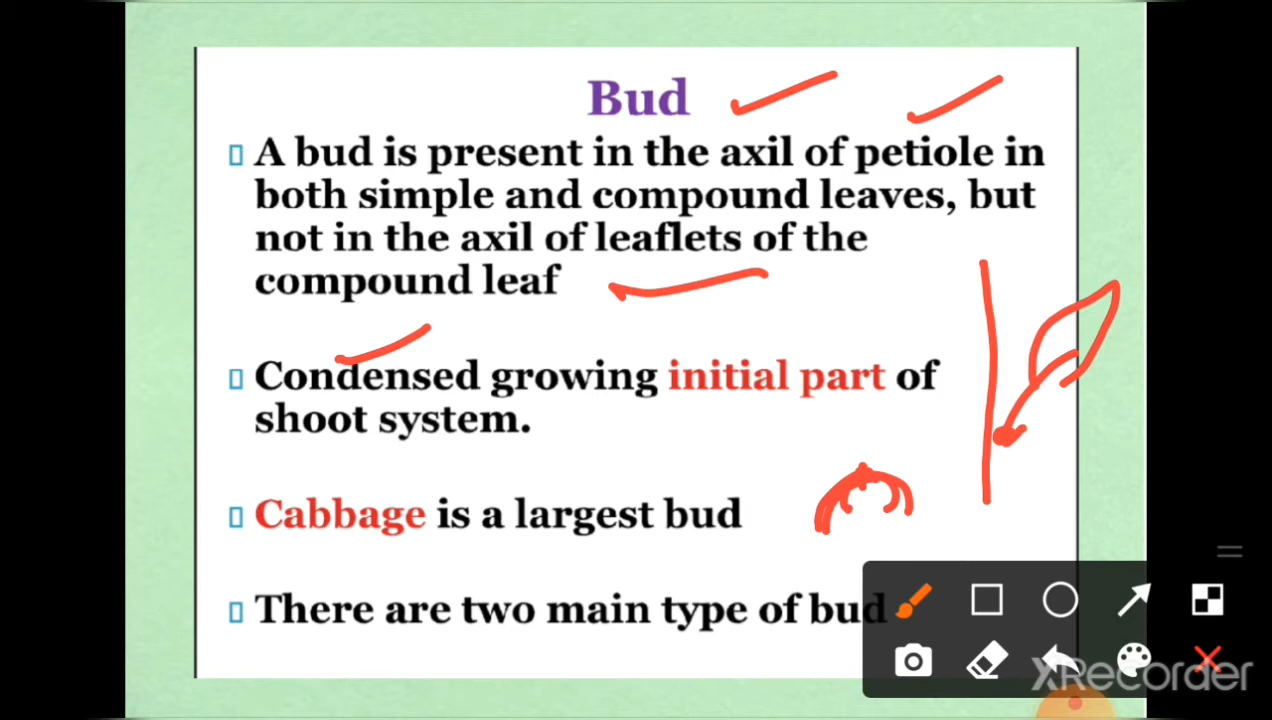 Bud
A bud is present in the axil of petiole in
both simple and compound leaves, but
not in the axil of leaflets of the
compound leaf
Condensed growing initial part of
shoot system.
Cabbage is a largest bud
There are two main type of bud
XRecorder